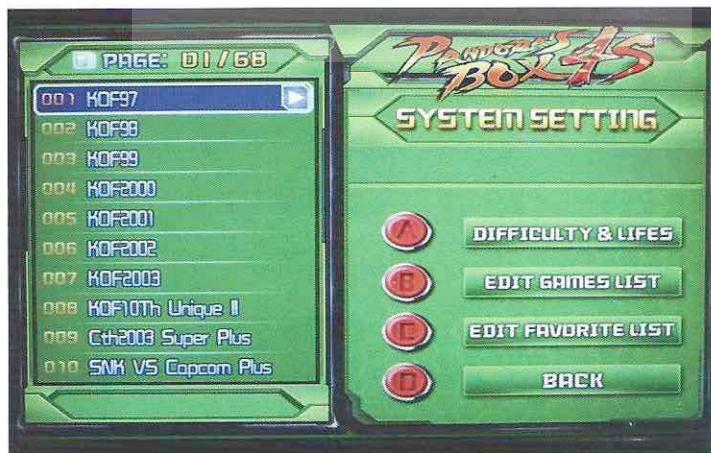 PAGE: 01/68
001 KOF97
002 KOF98
003 KOF99
004 KOF2000
005 KOF2001
006 KOF2002
007 KOF2003
008 KOF10Th Unique II
009 Cth2003 Super Plus
010 SNK VS Capcom Plus
PANDORA'S
BOX 4S
SYSTEM SETTING
A DIFFICULTY & LIFES
B EDIT GAMES LIST
C EDIT FAVORITE LIST
D BACK